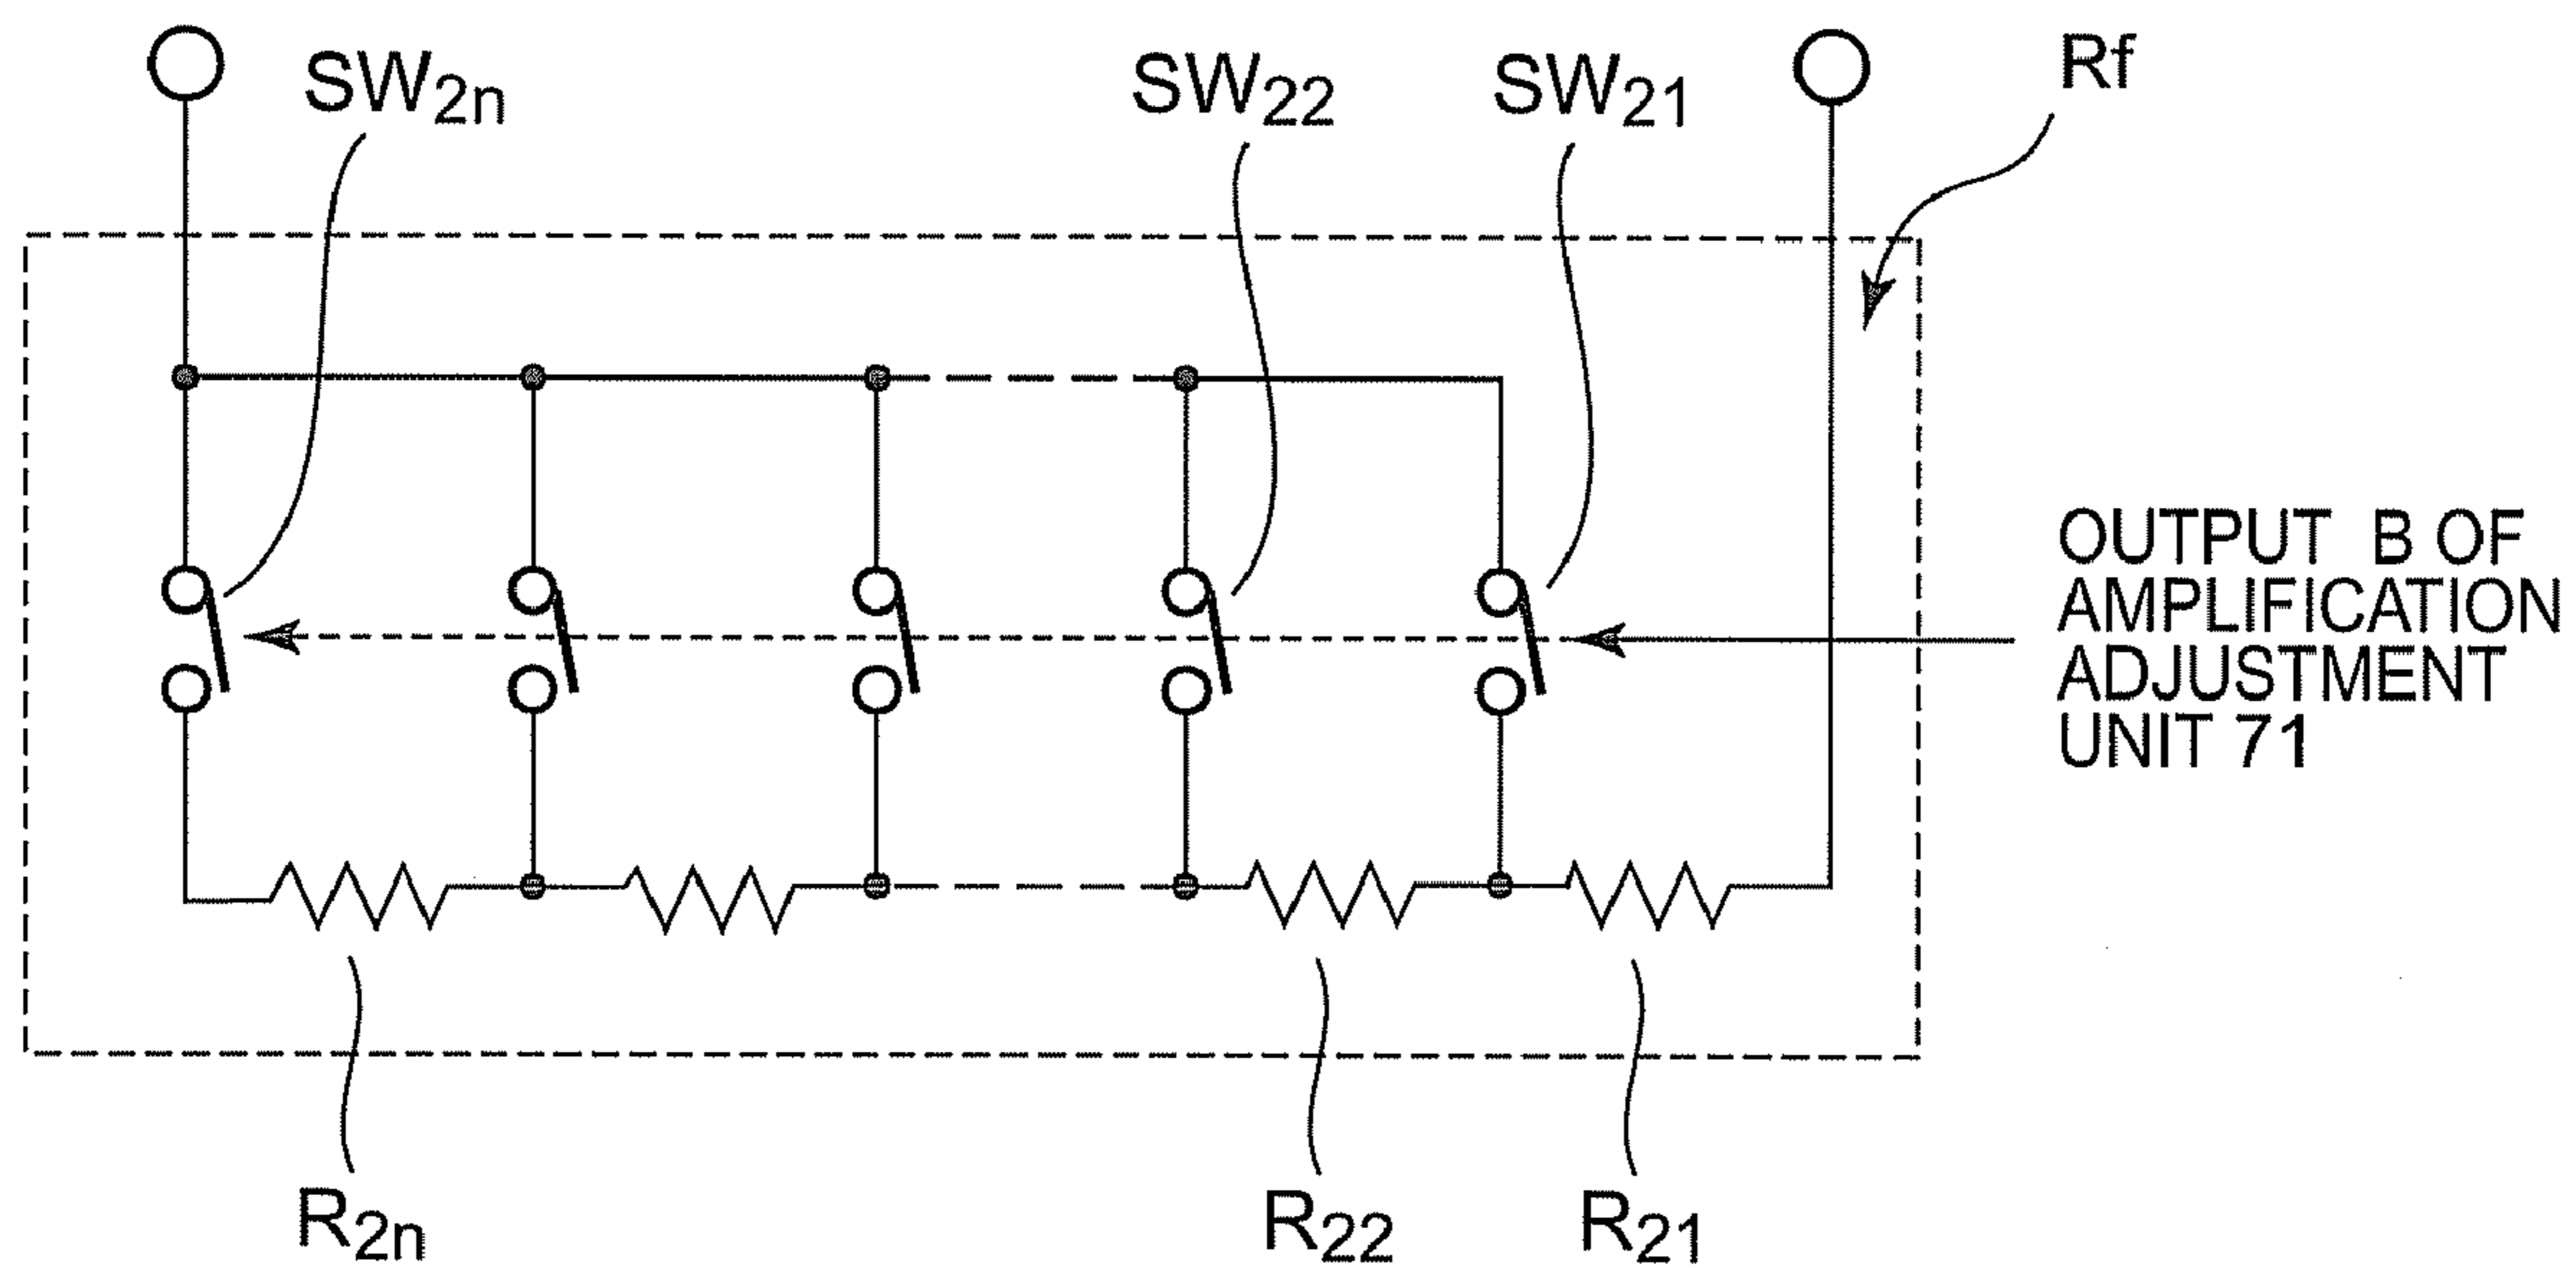 SW2n
SW22
SW21
Rf
OUTPUT B OF
AMPLIFICATION
ADJUSTMENT
UNIT 71
R2n
R22
R21